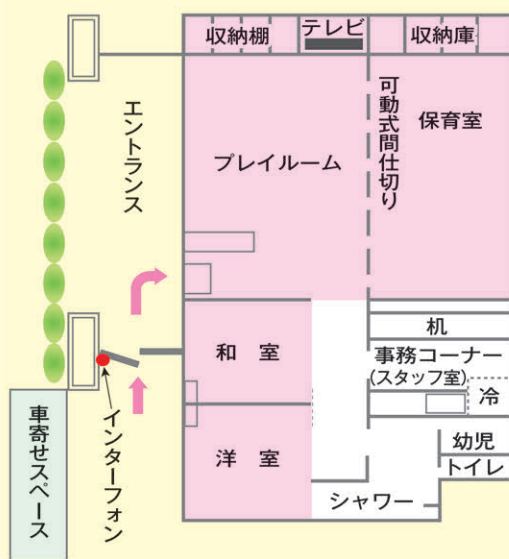 収納棚
テレビ
収納庫
エントランス
プレイルーム
可動式間仕切り
保育室
和 室
机
事務コーナー
(スタッフ室)
冷
洋 室
幼児
トイレ
シャワー
インターフォン
車寄せスペース